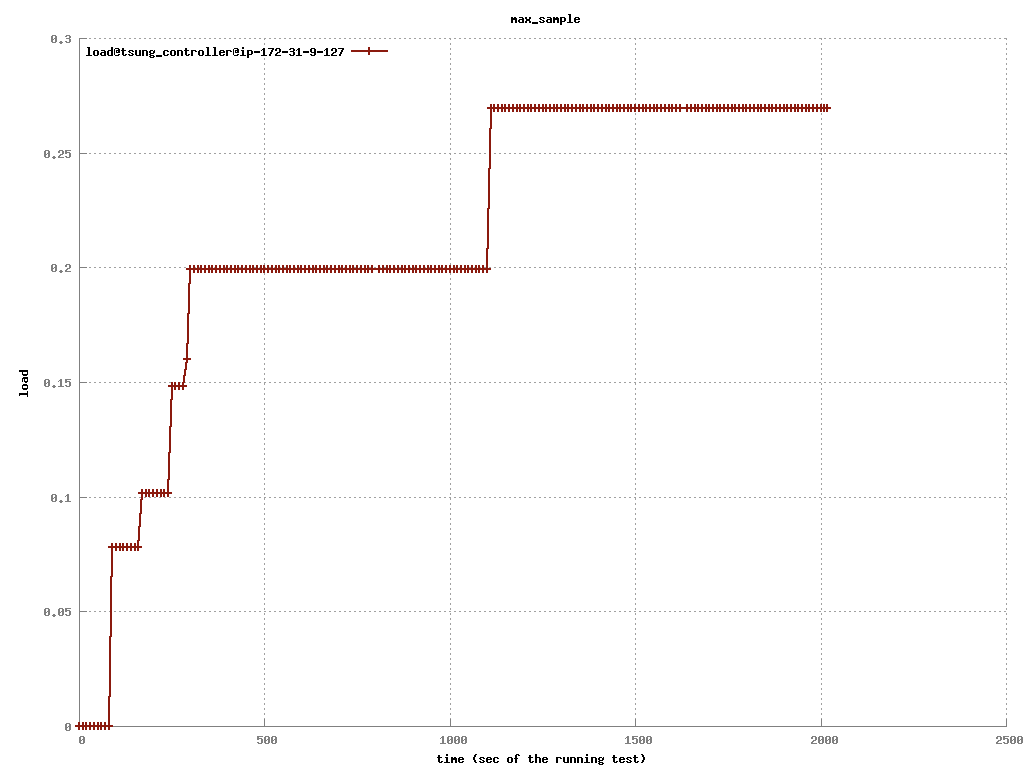 max_sample
load@tsung_controller@ip-172-31-9-127
0.3
0.25
0.2
0.15
0.1
0.05
0
load
0 500 1000 1500 2000 2500
time (sec of the running test)